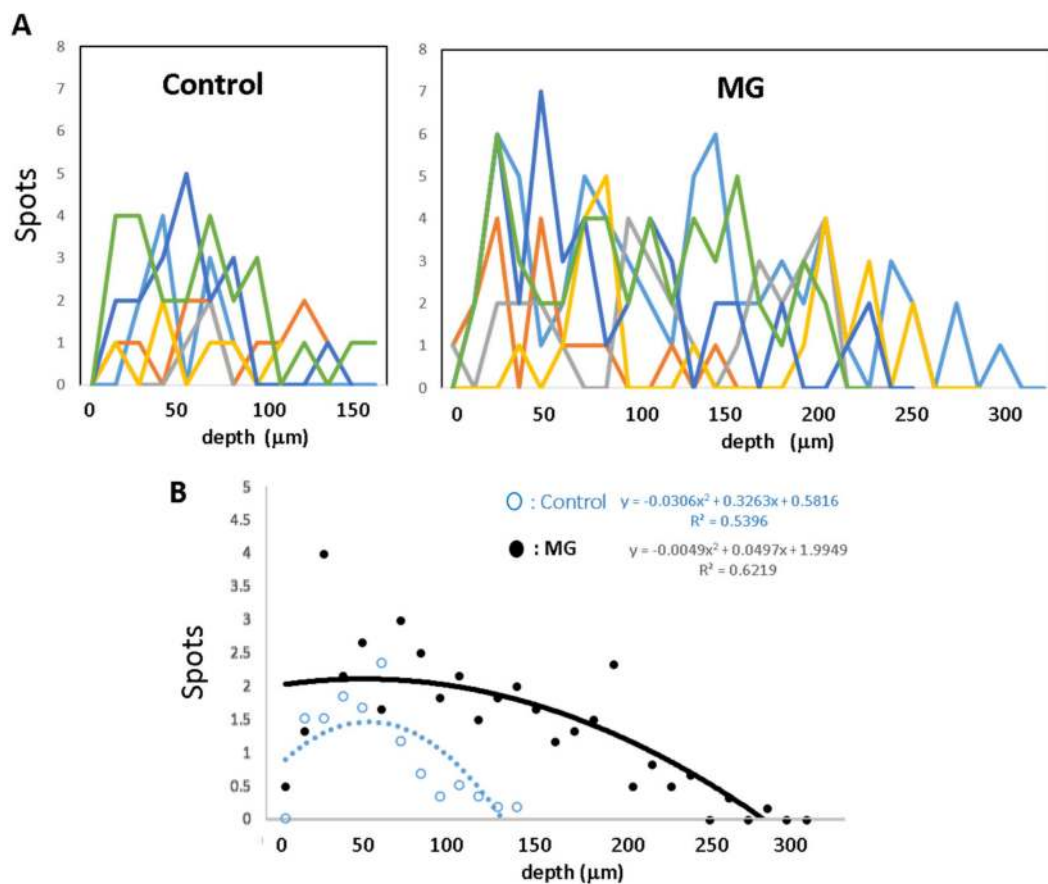 A
Control
MG
8
7
6
5
4
3
2
1
0
Spots
0 50 100 150
depth (μm)
8
7
6
5
4
3
2
1
0
0 50 100 150 200 250 300
depth (μm)
B
5
4.5
4
3.5
3
2.5
2
1.5
1
0.5
0
Spots
: Control y = -0.0306x² + 0.3263x + 0.5816
R² = 0.5396
: MG y = -0.0049x² + 0.0497x + 1.9949
R² = 0.6219
0 50 100 150 200 250 300
depth (μm)